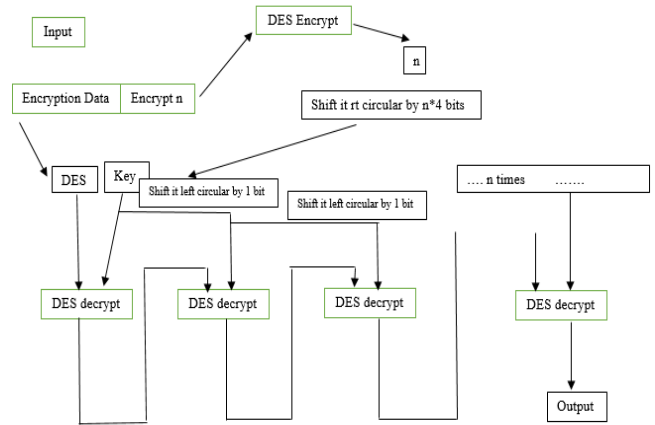 DES Encrypt
Input
n
Encryption Data
Encrypt n
Shift it rt circular by n*4 bits
DES
Key
Shift it left circular by 1 bit
.... n times .......
Shift it left circular by 1 bit
DES decrypt
DES decrypt
DES decrypt
DES decrypt
Output